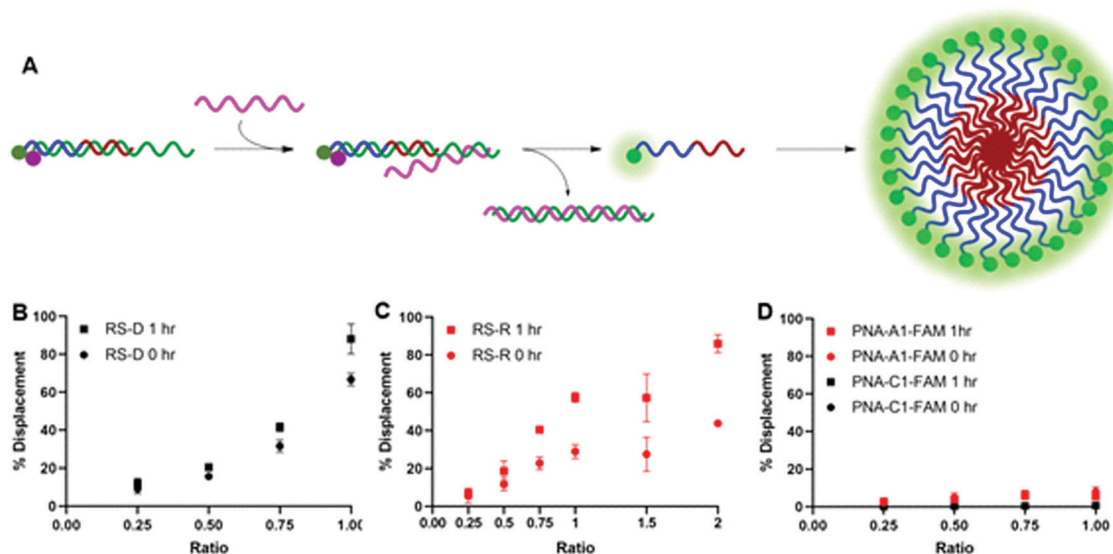 A
B
RS-D 1 hr
RS-D 0 hr
% Displacement
100
80
60
40
20
0
0.00 0.25 0.50 0.75 1.00
Ratio
C
RS-R 1 hr
RS-R 0 hr
% Displacement
100
80
60
40
20
0
0.00 0.25 0.5 0.75 1 1.5 2
Ratio
D
PNA-A1-FAM 1hr
PNA-A1-FAM 0 hr
PNA-C1-FAM 1 hr
PNA-C1-FAM 0 hr
% Displacement
100
80
60
40
20
0
0.00 0.25 0.50 0.75 1.00
Ratio